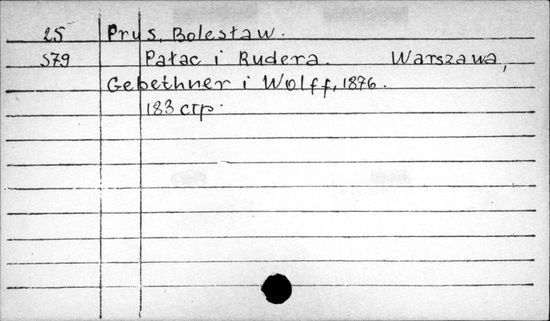 25 Prus, Bolesław.
579 Pałac i Rudera. Warszawa,
Gebethner i Wolff, 1876.
183 стр.